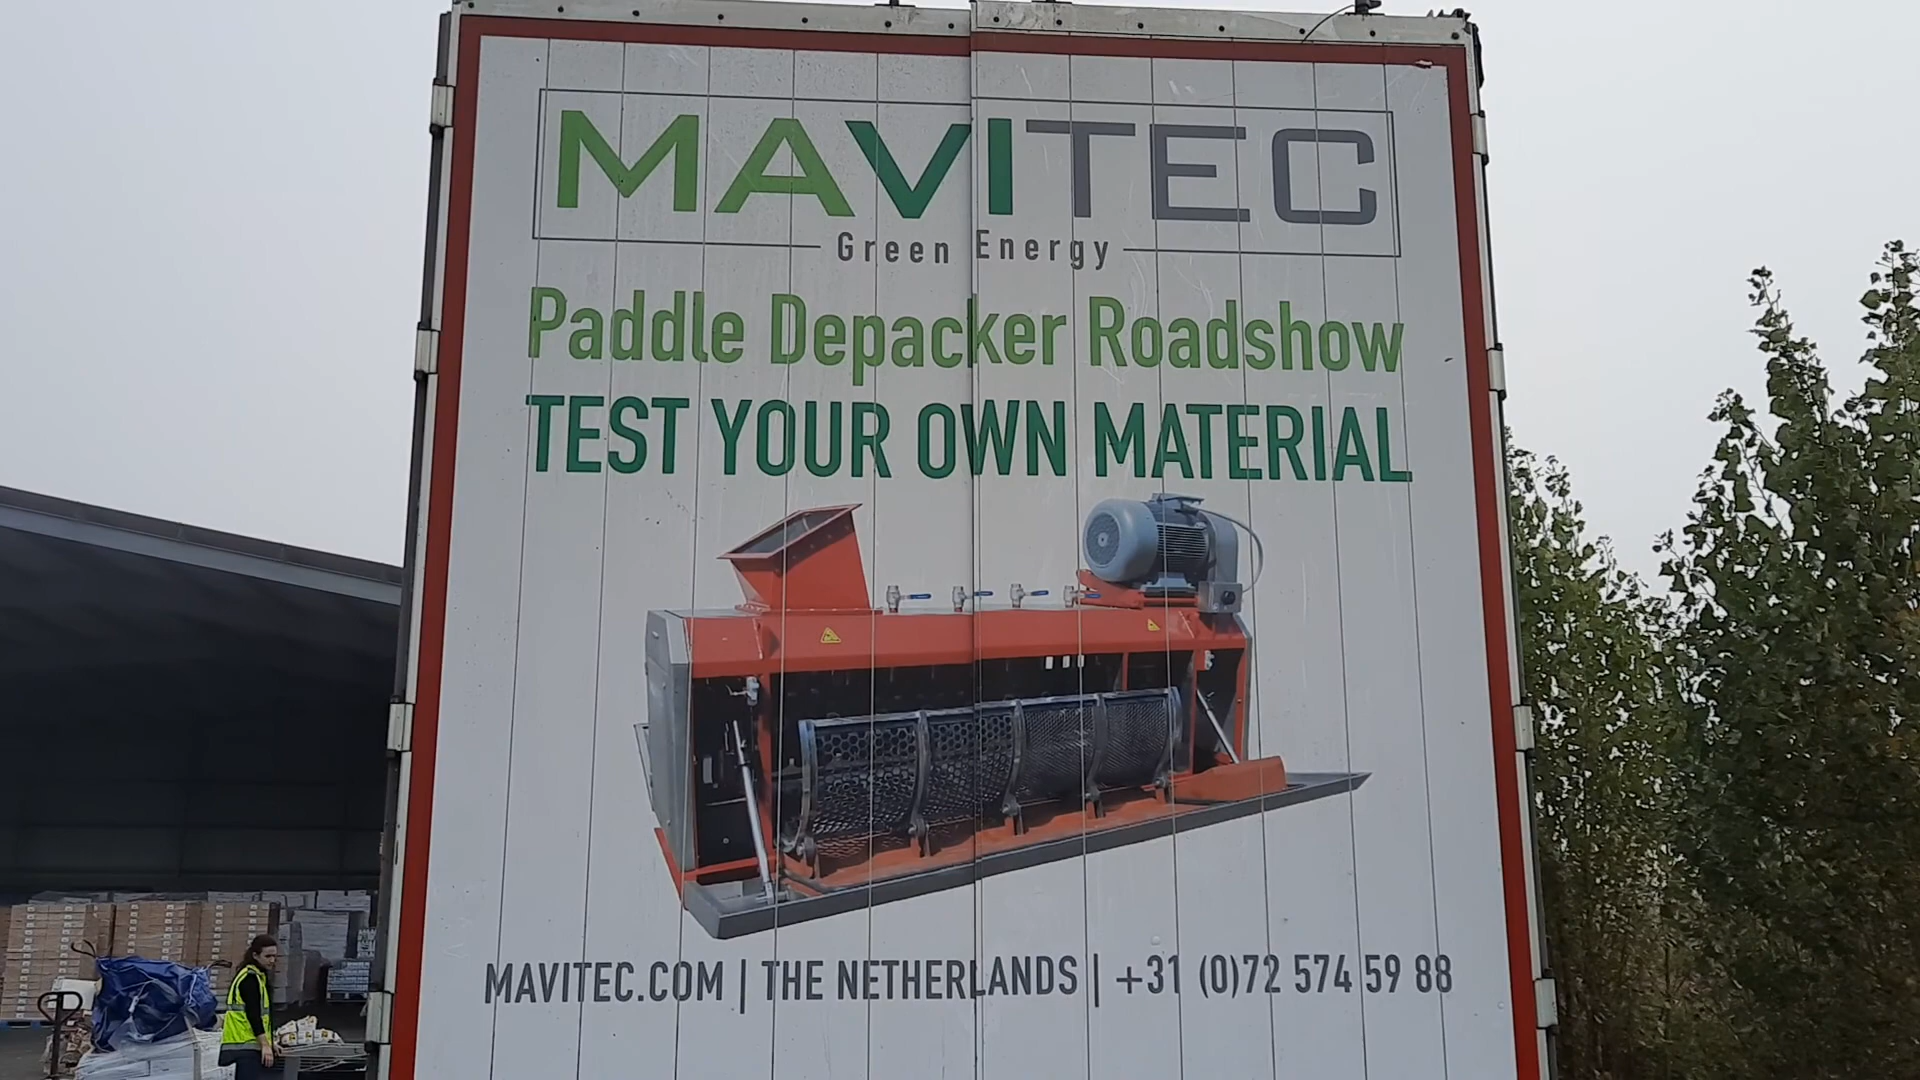 MAVITEC
Green Energy
Paddle Depacker Roadshow
TEST YOUR OWN MATERIAL
MAVITEC.COM | THE NETHERLANDS | +31 (0)72 574 59 88